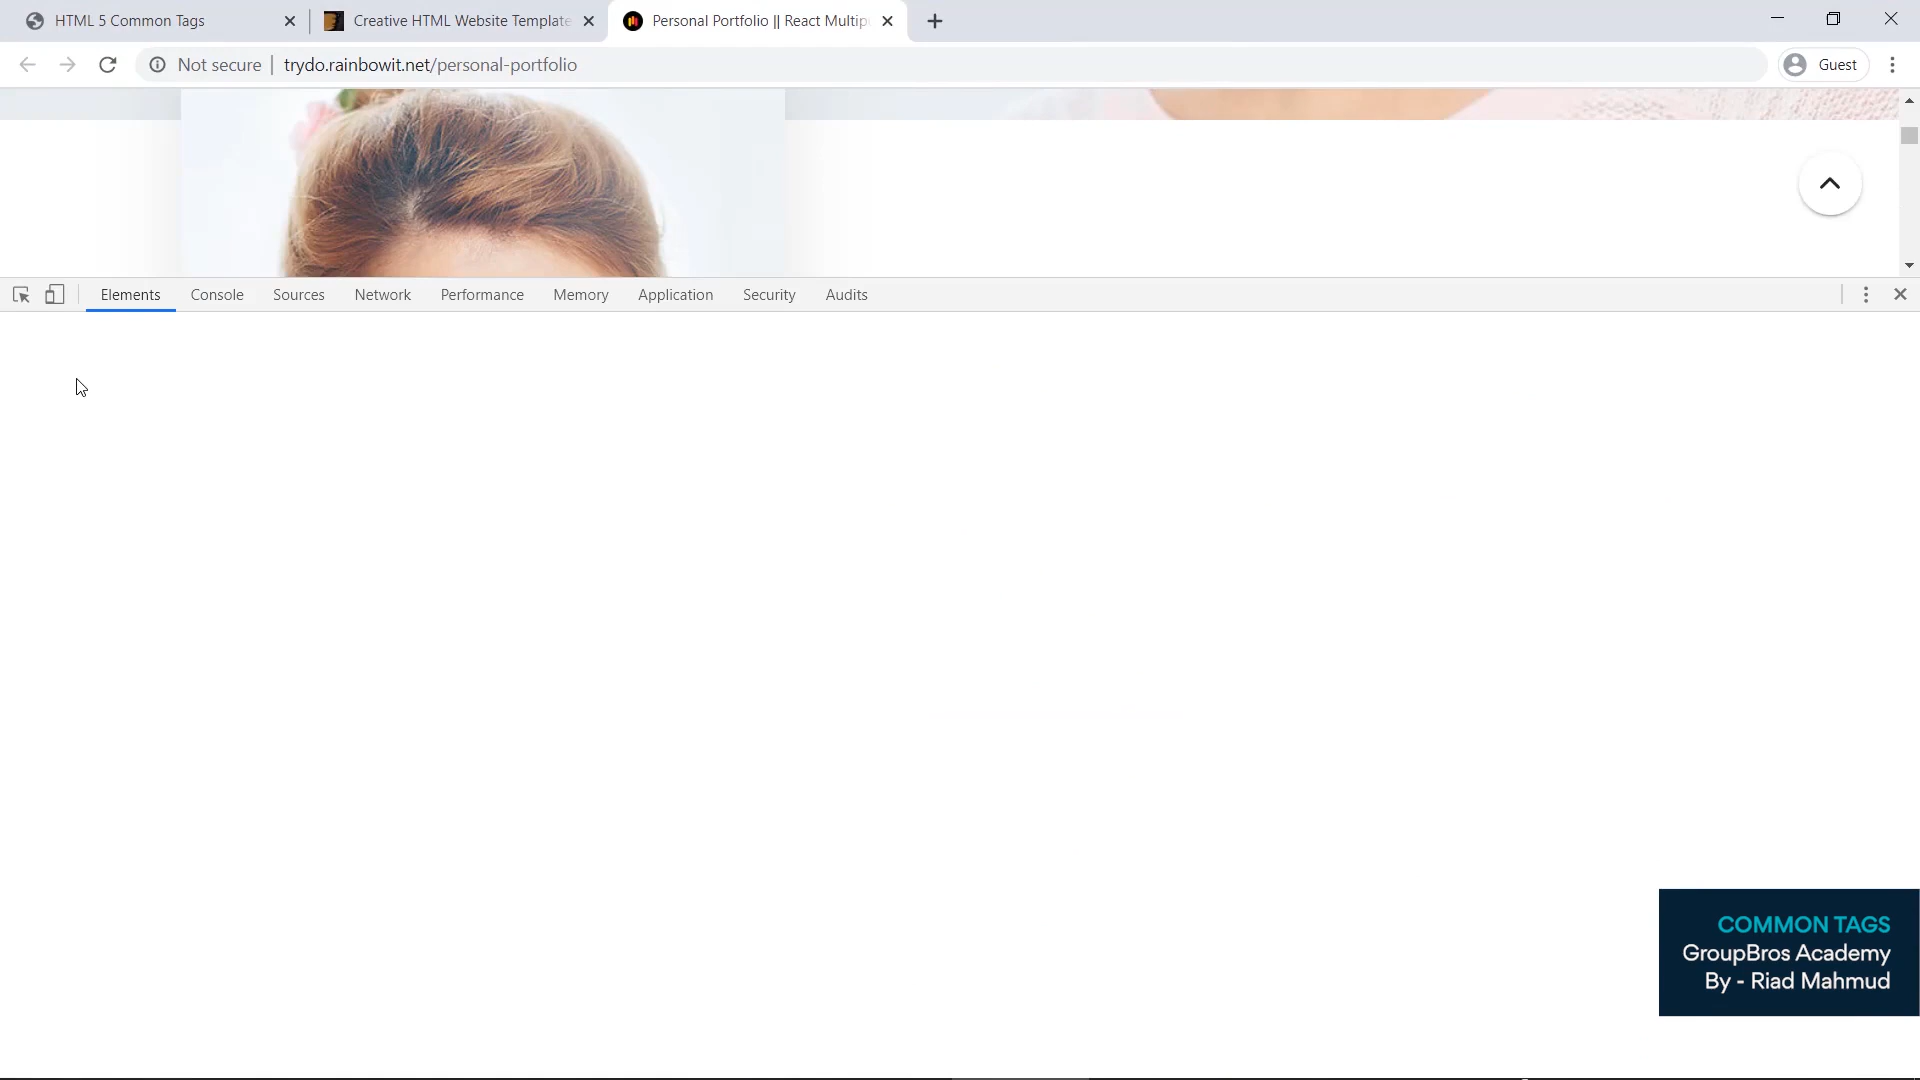 HTML 5 Common Tags
Creative HTML Website Template
Personal Portfolio || React Multip
Not secure
trydo.rainbowit.net/personal-portfolio
Guest
Elements
Console
Sources
Network
Performance
Memory
Application
Security
Audits
COMMON TAGS
GroupBros Academy
By - Riad Mahmud